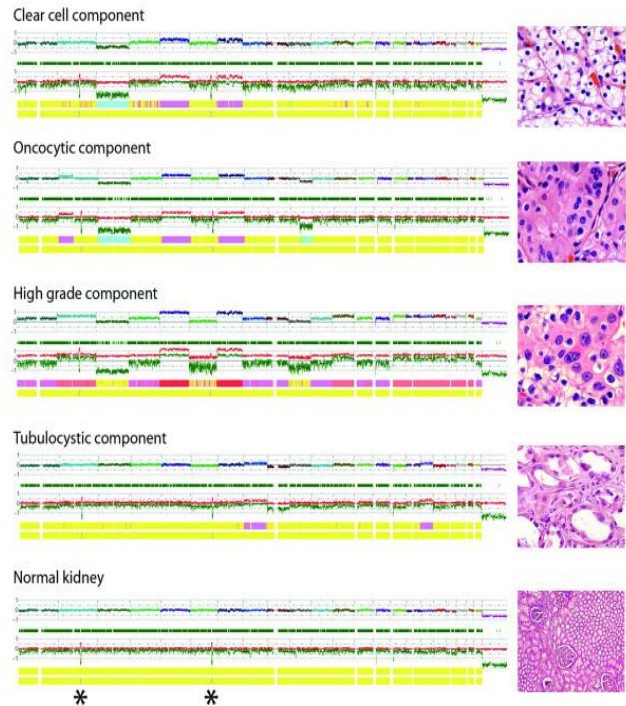 Clear cell component
Oncocytic component
High grade component
Tubulocystic component
Normal kidney
* *